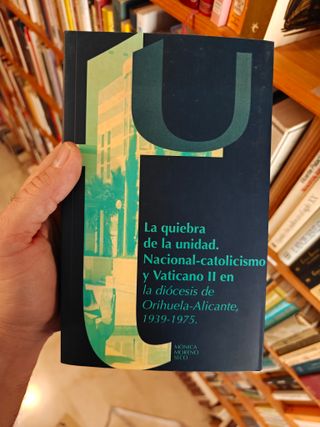 La quiebra
de la unidad.
Nacional-catolicismo
y Vaticano II en
la diócesis de
Orihuela-Alicante,
1939-1975.
MÓNICA
MORENO
SECO